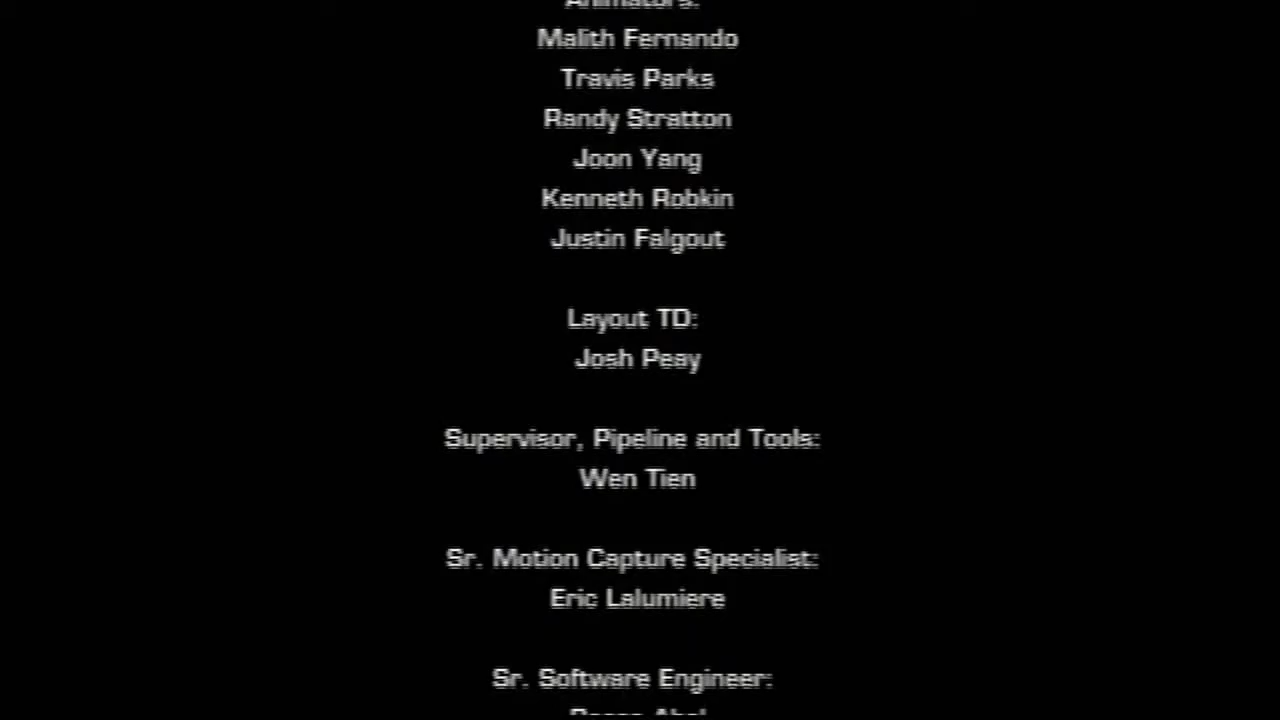 Animators:
Malith Fernando
Travis Parks
Randy Stratton
Joon Yang
Kenneth Robkin
Justin Falgout
Layout TD:
Josh Peay
Supervisor, Pipeline and Tools:
Wen Tien
Sr. Motion Capture Specialist:
Eric Lalumiere
Sr. Software Engineer: